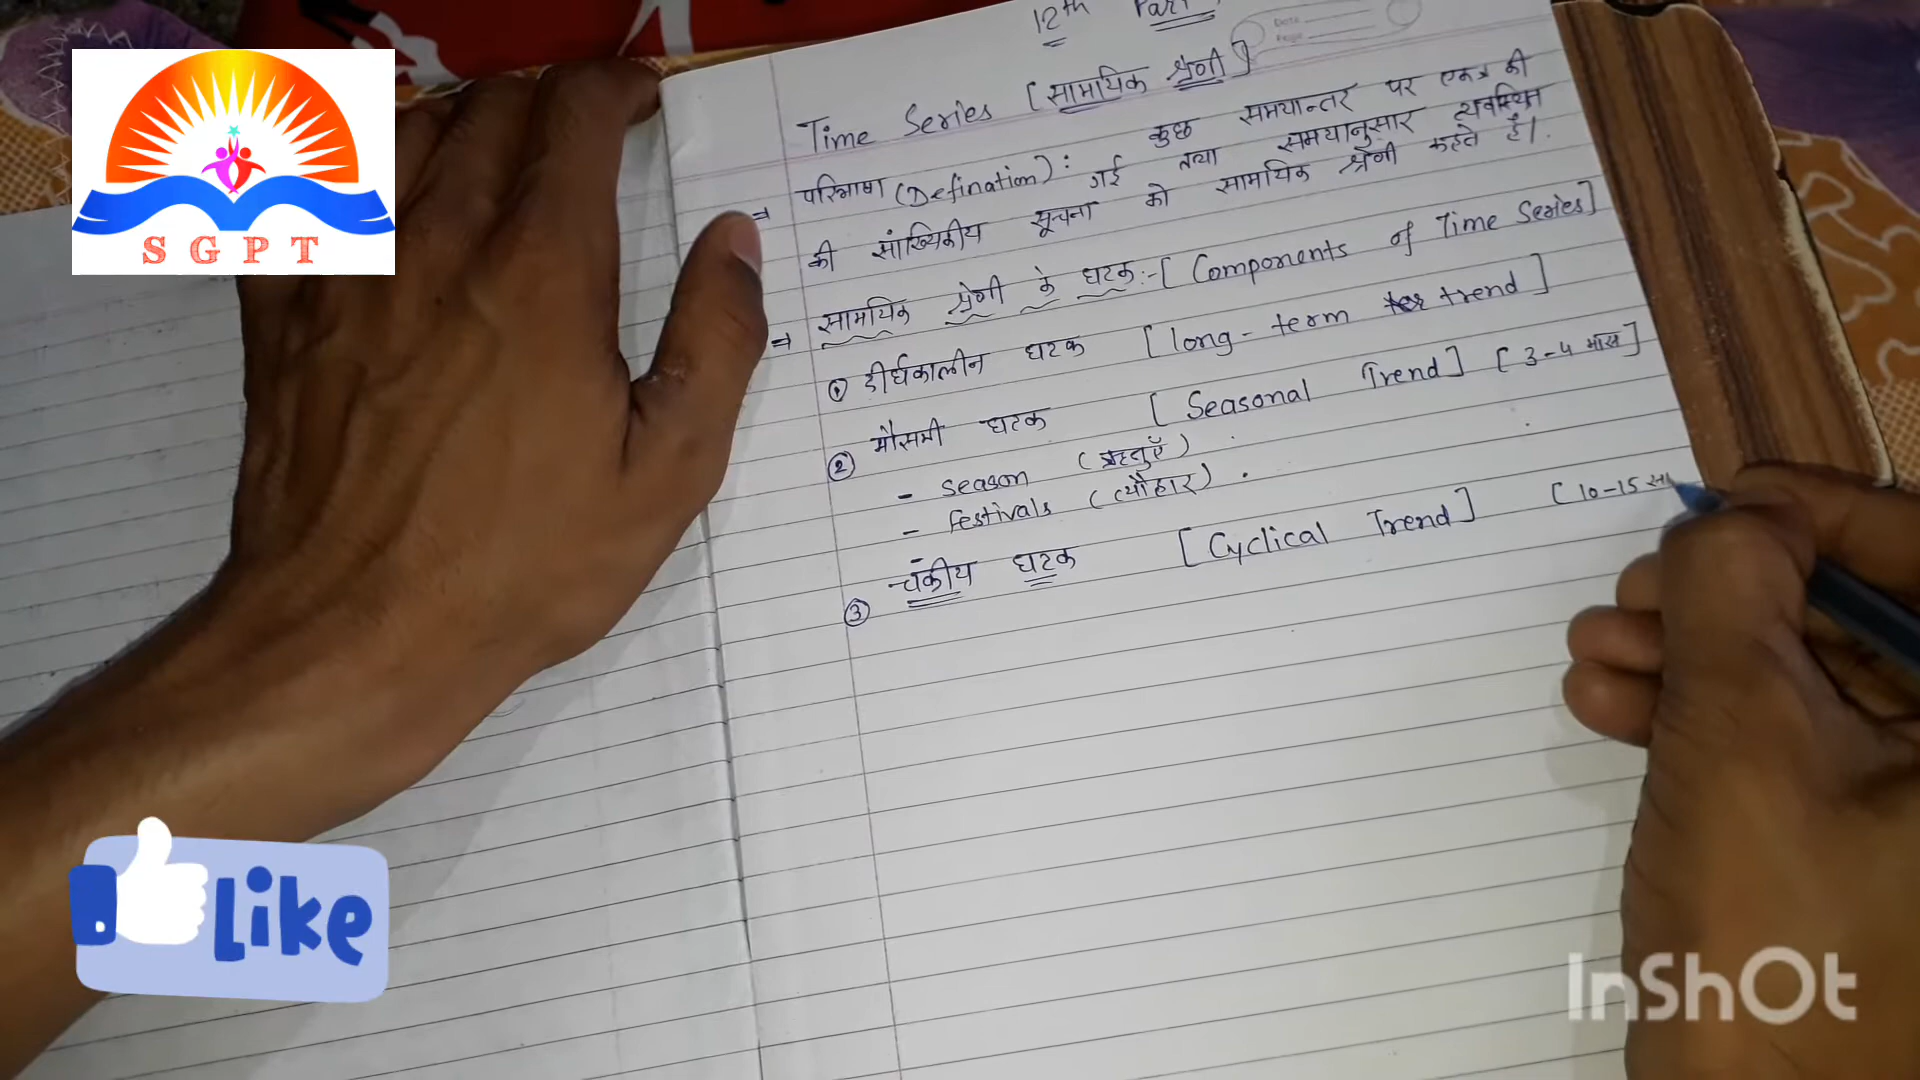 12th Part
Time Series [सामयिक श्रेणी]
⇒ परिभाषा (Defination): कुछ समयान्तर पर एकत्र की
गई तथा समयानुसार व्यवस्थित
की सांख्यिकीय सूचना को सामयिक श्रेणी कहते हैं।
⇒ सामयिक श्रेणी के घटक:- [Components of Time Series]
① दीर्घकालीन घटक [long-term trend]
② मौसमी घटक [Seasonal Trend] [3-4 मास]
- Season (ऋतुएँ)
- festivals (त्यौहार)
③ चक्रीय घटक [Cyclical Trend] [10-15
SGPT
Like
InShOt